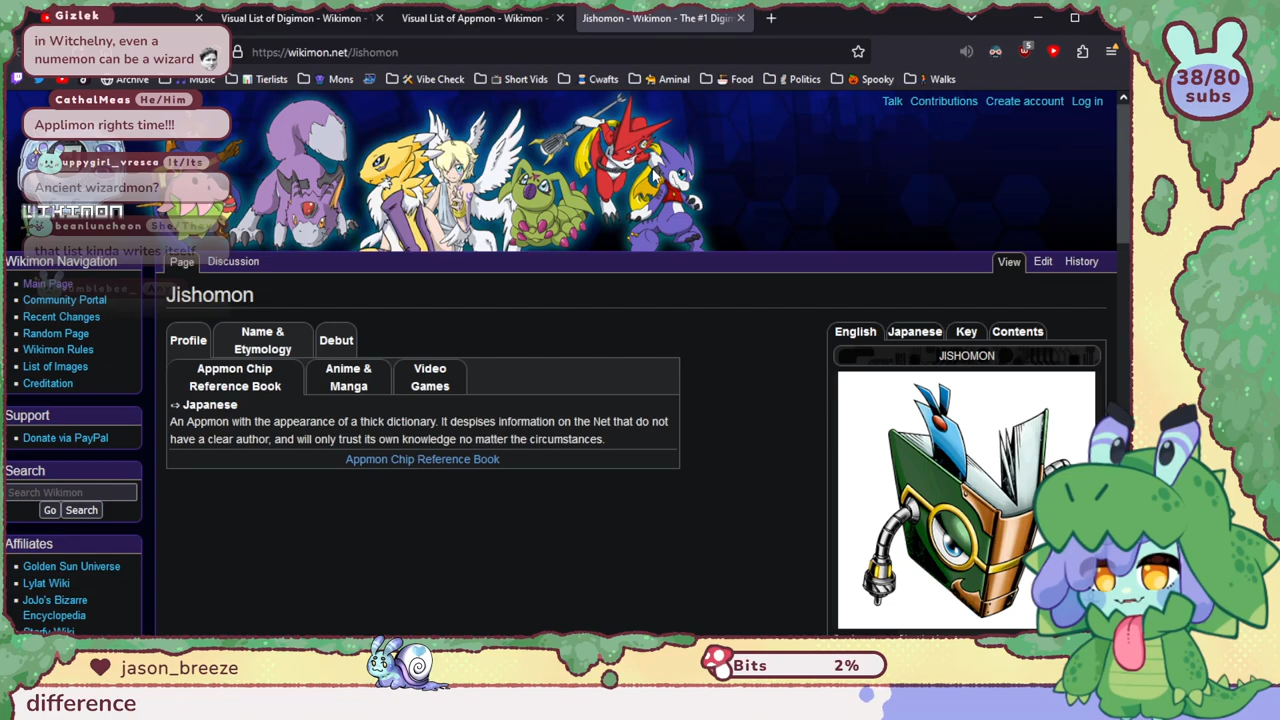 Gizlek
in Witchelny, even a
numemon can be a wizard
CathalMeas He/Him
Applimon rights time!!!
uppygirl_vresca It/Its
Ancient wizardmon?
WIKIMON
beanluncheon She/They
that list kinda writes itself
Visual List of Digimon - Wikimon -
Visual List of Appmon - Wikimon -
Jishomon - Wikimon - The #1 Digim
https://wikimon.net/Jishomon
5
Archive
Music
Tierlists
Mons
Vibe Check
Short Vids
Cwafts
Aminal
Food
Politics
Spooky
Walks
38/80
subs
Talk Contributions Create account Log in
Wikimon Navigation
Main Page
Community Portal
Recent Changes
Random Page
Wikimon Rules
List of Images
Creditation
Support
Donate via PayPal
Search
Search Wikimon
Go Search
Affiliates
Golden Sun Universe
Lylat Wiki
JoJo's Bizarre
Encyclopedia
Starfy Wiki
Page Discussion
View Edit History
Jishomon
Profile
Name &
Etymology
Debut
Appmon Chip
Reference Book
Anime &
Manga
Video
Games
⇨ Japanese
An Appmon with the appearance of a thick dictionary. It despises information on the Net that do not
have a clear author, and will only trust its own knowledge no matter the circumstances.
Appmon Chip Reference Book
English Japanese Key Contents
JISHOMON
jason_breeze
Bits 2%
difference